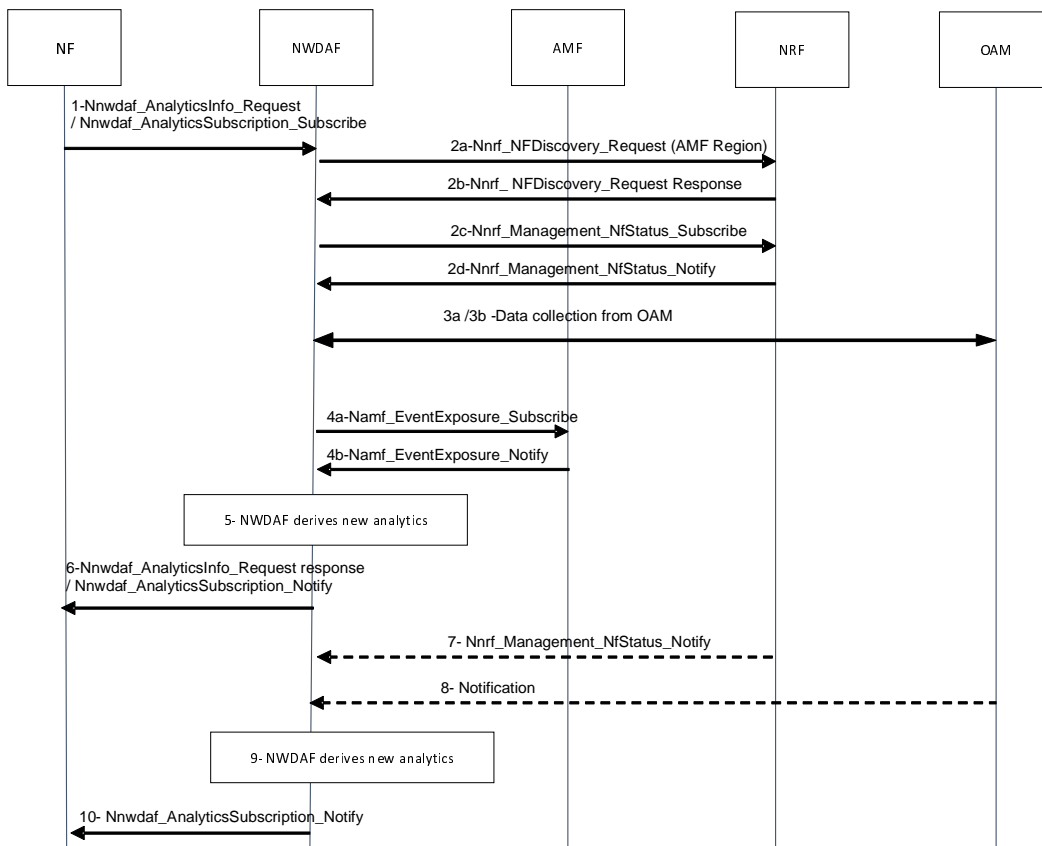 NF
NWDAF
AMF
NRF
OAM
1-Nnwdaf_AnalyticsInfo_Request
/ Nnwdaf_AnalyticsSubscription_Subscribe
2a-Nnrf_NFDiscovery_Request (AMF Region)
2b-Nnrf_ NFDiscovery_Request Response
2c-Nnrf_Management_NfStatus_Subscribe
2d-Nnrf_Management_NfStatus_Notify
3a /3b -Data collection from OAM
4a-Namf_EventExposure_Subscribe
4b-Namf_EventExposure_Notify
5- NWDAF derives new analytics
6-Nnwdaf_AnalyticsInfo_Request response
/ Nnwdaf_AnalyticsSubscription_Notify
7- Nnrf_Management_NfStatus_Notify
8- Notification
9- NWDAF derives new analytics
10- Nnwdaf_AnalyticsSubscription_Notify